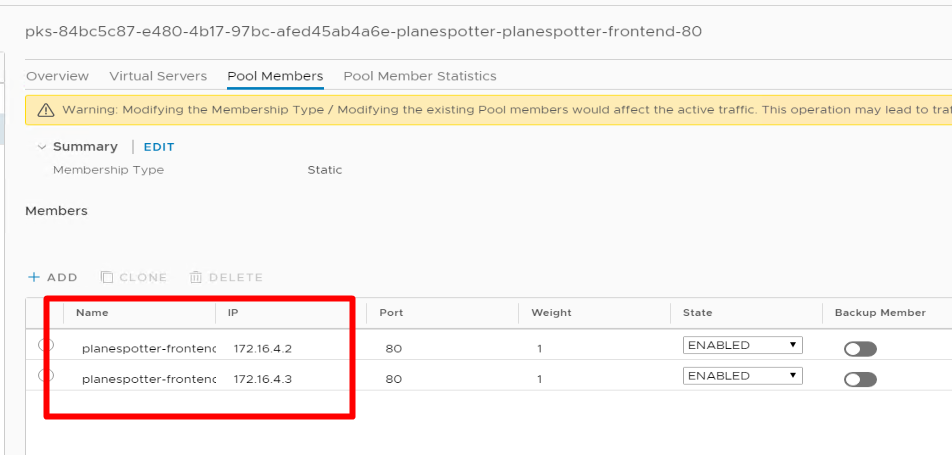 pks-84bc5c87-e480-4b17-97bc-afed45ab4a6e-planespotter-planespotter-frontend-80
Overview Virtual Servers Pool Members Pool Member Statistics
Warning: Modifying the Membership Type / Modifying the existing Pool members would affect the active traffic. This operation may lead to
Summary EDIT
Membership Type Static
Members
+ ADD CLONE DELETE
Name IP Port Weight State Backup Member
planespotter-frontend 172.16.4.2 80 1 ENABLED
planespotter-frontend 172.16.4.3 80 1 ENABLED